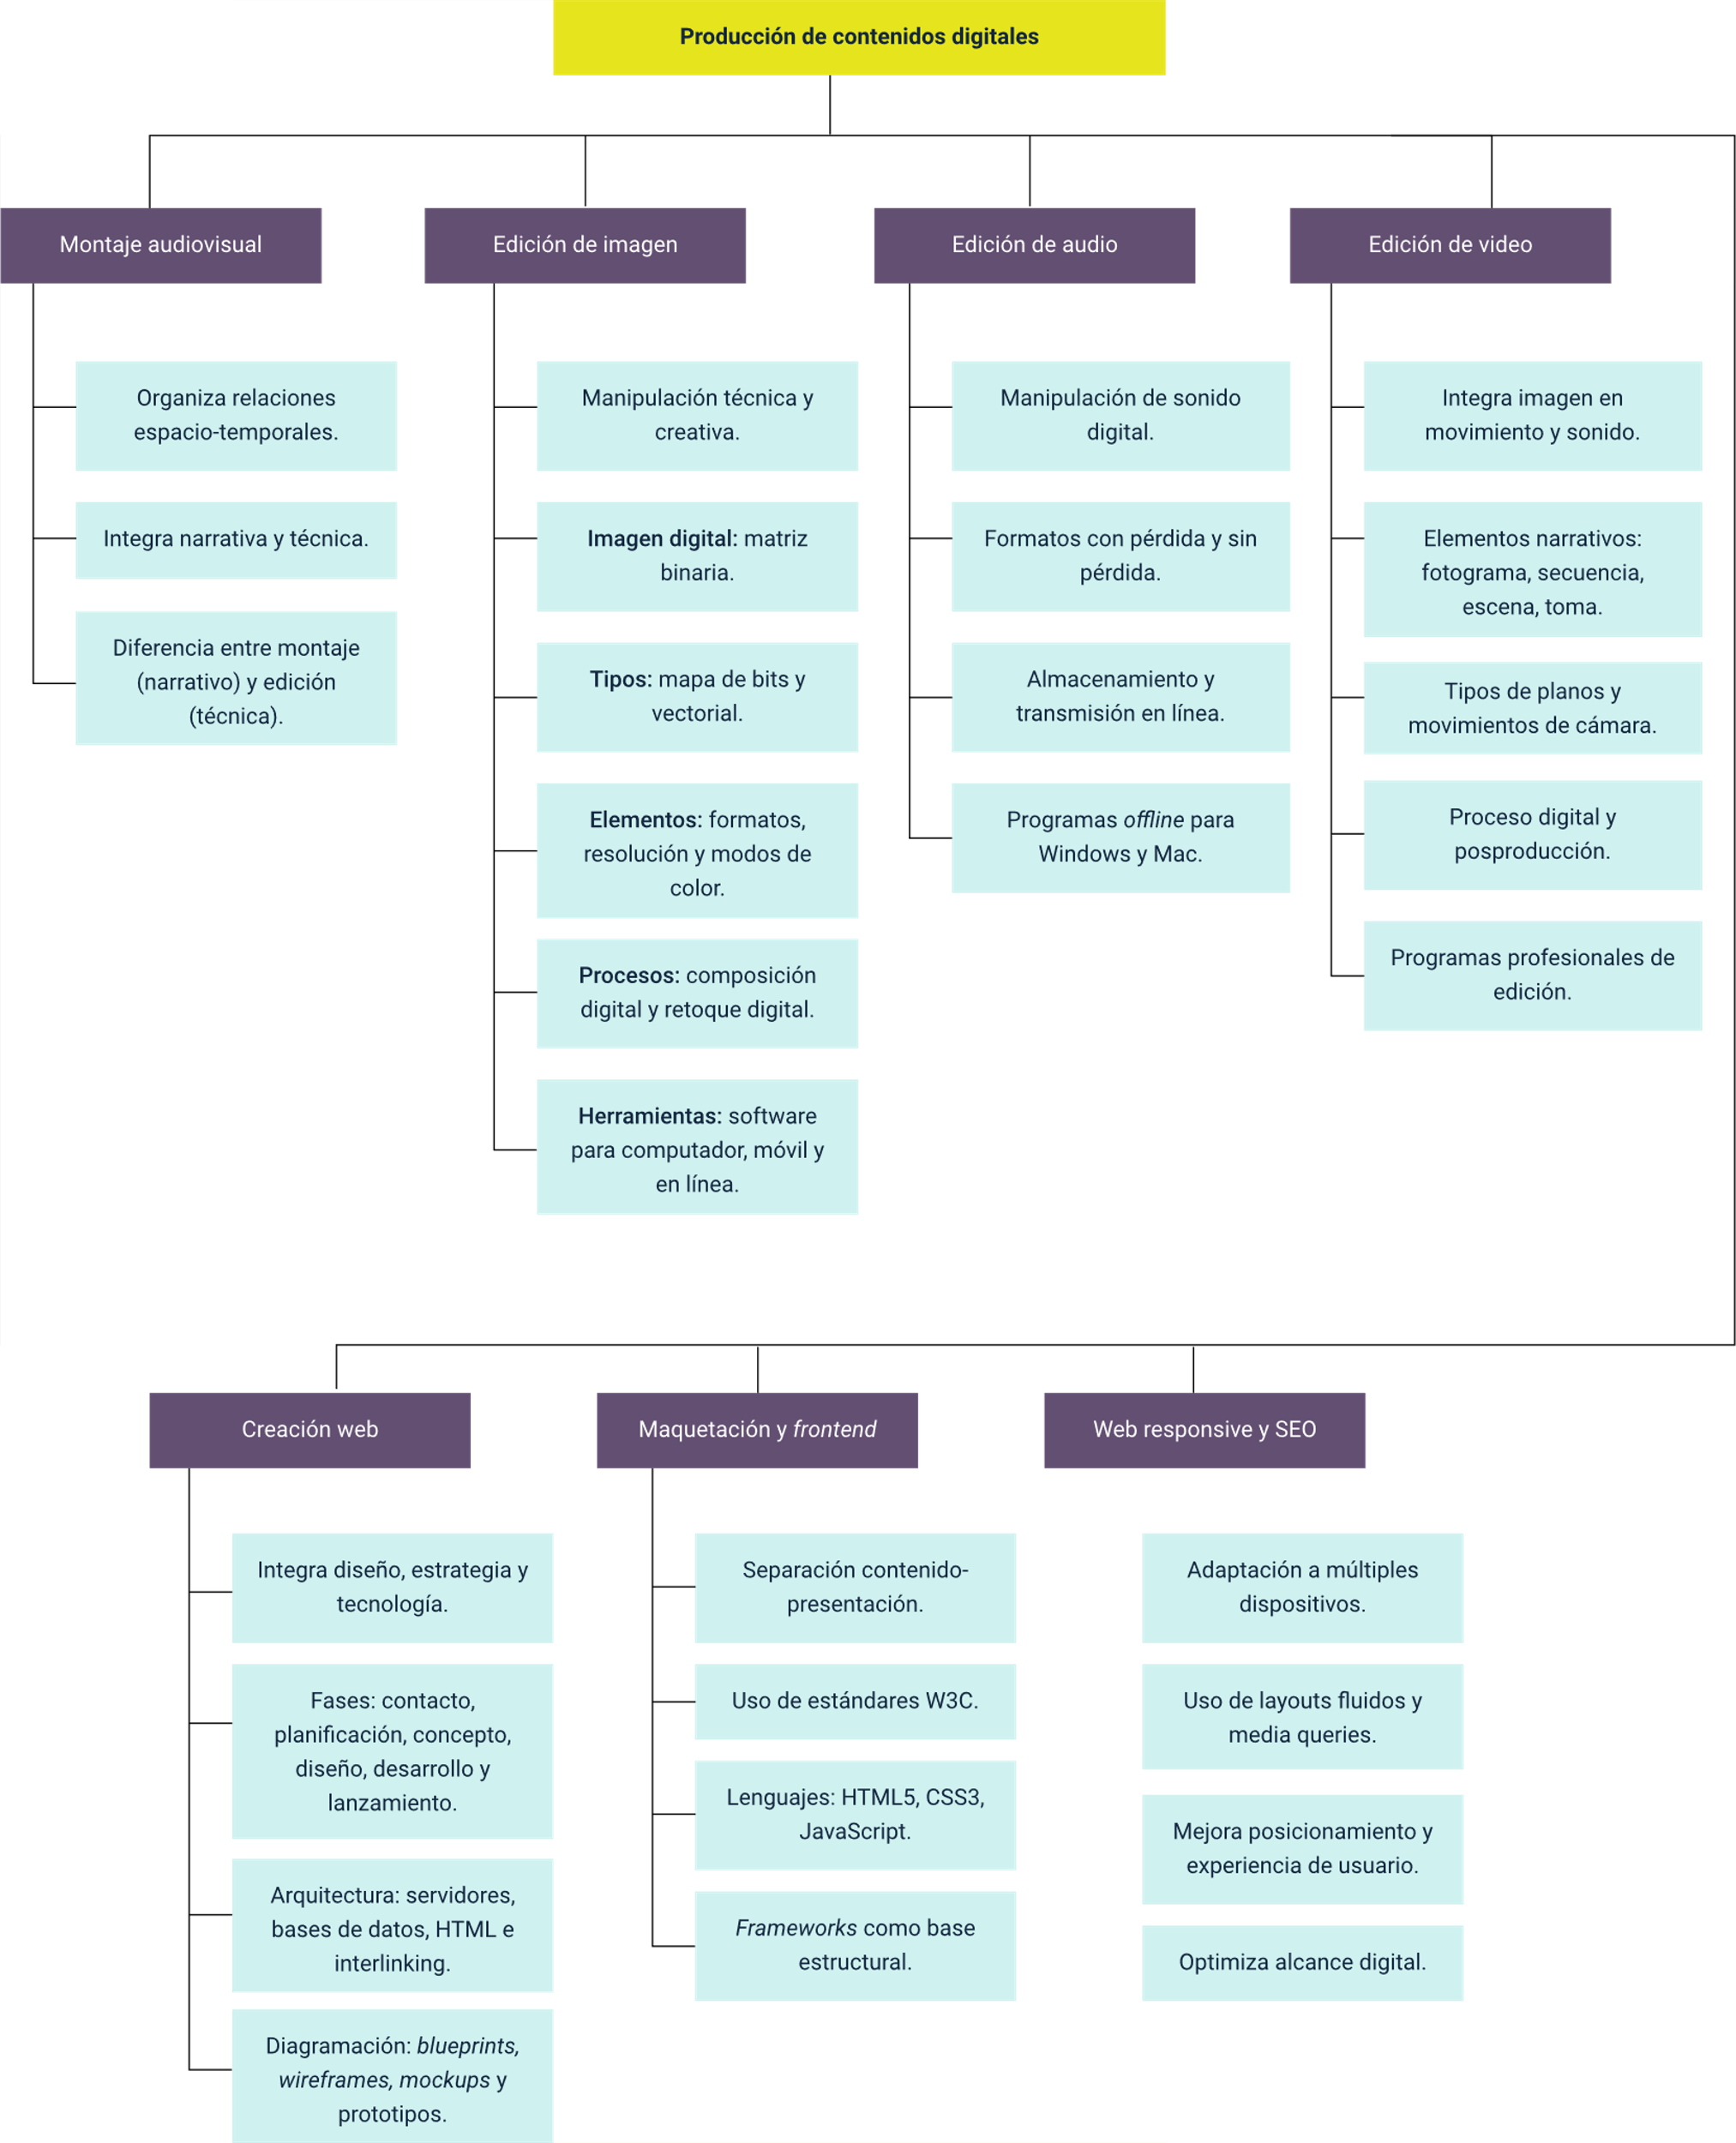 Producción de contenidos digitales
Montaje audiovisual
Organiza relaciones
espacio-temporales.
Integra narrativa y técnica.
Diferencia entre montaje
(narrativo) y edición
(técnica).
Edición de imagen
Manipulación técnica y
creativa.
Imagen digital: matriz
binaria.
Tipos: mapa de bits y
vectorial.
Elementos: formatos,
resolución y modos de
color.
Procesos: composición
digital y retoque digital.
Herramientas: software
para computador, móvil y
en línea.
Edición de audio
Manipulación de sonido
digital.
Formatos con pérdida y sin
pérdida.
Almacenamiento y
transmisión en línea.
Programas offline para
Windows y Mac.
Edición de video
Integra imagen en
movimiento y sonido.
Elementos narrativos:
fotograma, secuencia,
escena, toma.
Tipos de planos y
movimientos de cámara.
Proceso digital y
posproducción.
Programas profesionales de
edición.
Creación web
Integra diseño, estrategia y
tecnología.
Fases: contacto,
planificación, concepto,
diseño, desarrollo y
lanzamiento.
Arquitectura: servidores,
bases de datos, HTML e
interlinking.
Diagramación: blueprints,
wireframes, mockups y
prototipos.
Maquetación y frontend
Separación contenido-
presentación.
Uso de estándares W3C.
Lenguajes: HTML5, CSS3,
JavaScript.
Frameworks como base
estructural.
Web responsive y SEO
Adaptación a múltiples
dispositivos.
Uso de layouts fluidos y
media queries.
Mejora posicionamiento y
experiencia de usuario.
Optimiza alcance digital.